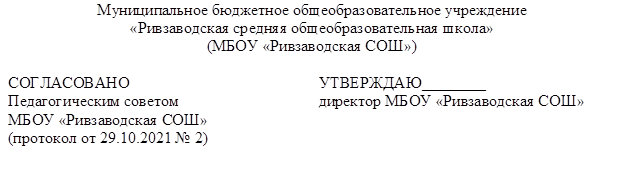 Муниципальное бюджетное общеобразовательное учреждение
«Ривзаводская средняя общеобразовательная школа»
(МБОУ «Ривзаводская СОШ»)
СОГЛАСОВАНО
Педагогическим советом
МБОУ «Ривзаводская СОШ»
(протокол от 29.10.2021 № 2)
УТВЕРЖДАЮ________
директор МБОУ «Ривзаводская СОШ»